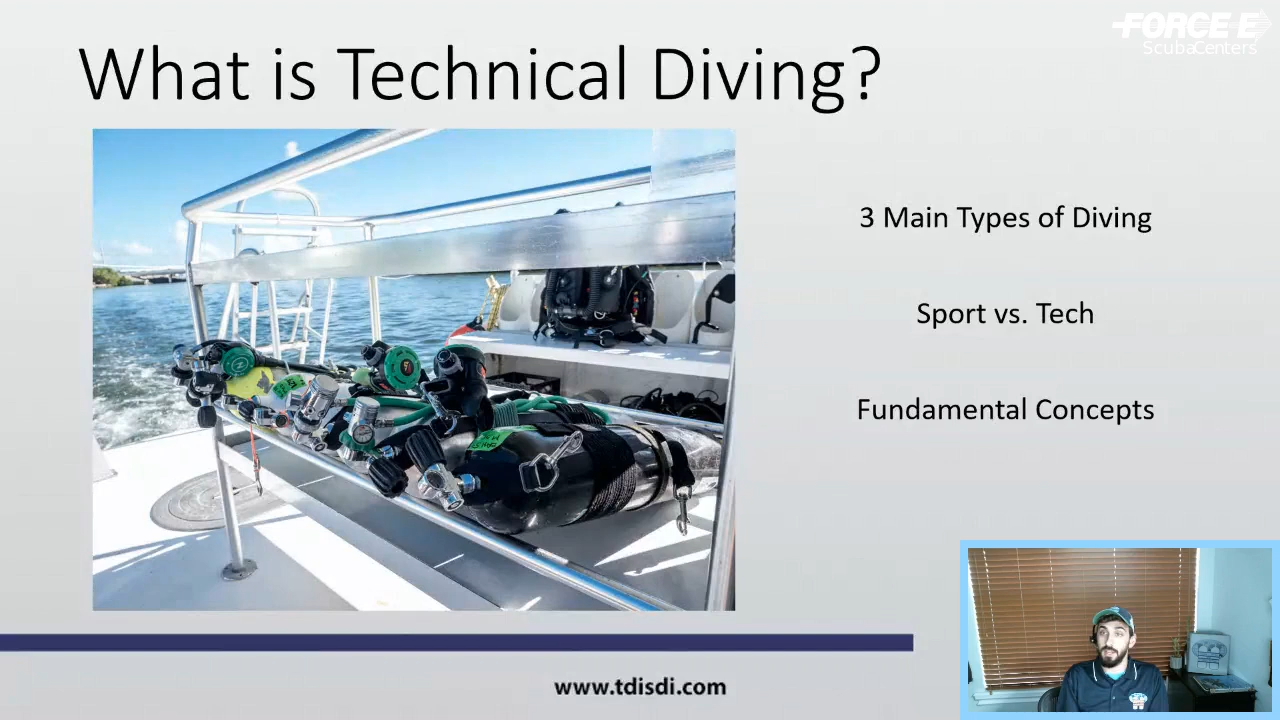 FORCE E
ScubaCenters
What is Technical Diving?
3 Main Types of Diving
Sport vs. Tech
Fundamental Concepts
www.tdisdi.com